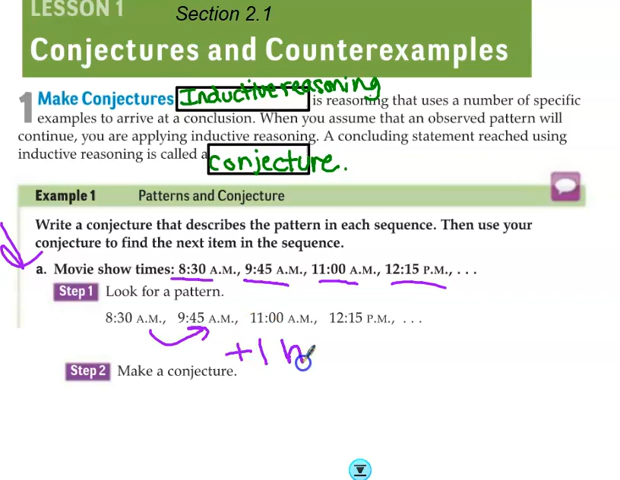 LESSON 1
Section 2.1
Conjectures and Counterexamples
1 Make Conjectures Inductive reasoning is reasoning that uses a number of specific
examples to arrive at a conclusion. When you assume that an observed pattern will
continue, you are applying inductive reasoning. A concluding statement reached using
inductive reasoning is called a conjecture.
Example 1 Patterns and Conjecture
Write a conjecture that describes the pattern in each sequence. Then use your
conjecture to find the next item in the sequence.
a. Movie show times: 8:30 A.M., 9:45 A.M., 11:00 A.M., 12:15 P.M., . . .
Step 1 Look for a pattern.
8:30 A.M., 9:45 A.M., 11:00 A.M., 12:15 P.M., . . .
+1 h
Step 2 Make a conjecture.